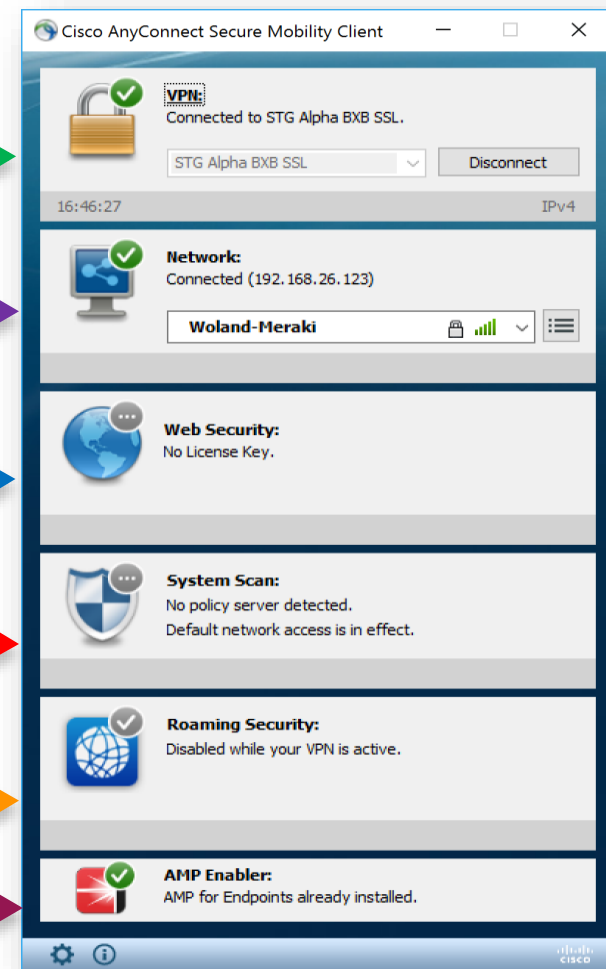 Cisco AnyConnect Secure Mobility Client
VPN:
Connected to STG Alpha BXB SSL.
STG Alpha BXB SSL
Disconnect
16:46:27
IPv4
Network:
Connected (192.168.26.123)
Woland-Meraki
Web Security:
No License Key.
System Scan:
No policy server detected.
Default network access is in effect.
Roaming Security:
Disabled while your VPN is active.
AMP Enabler:
AMP for Endpoints already installed.
cisco